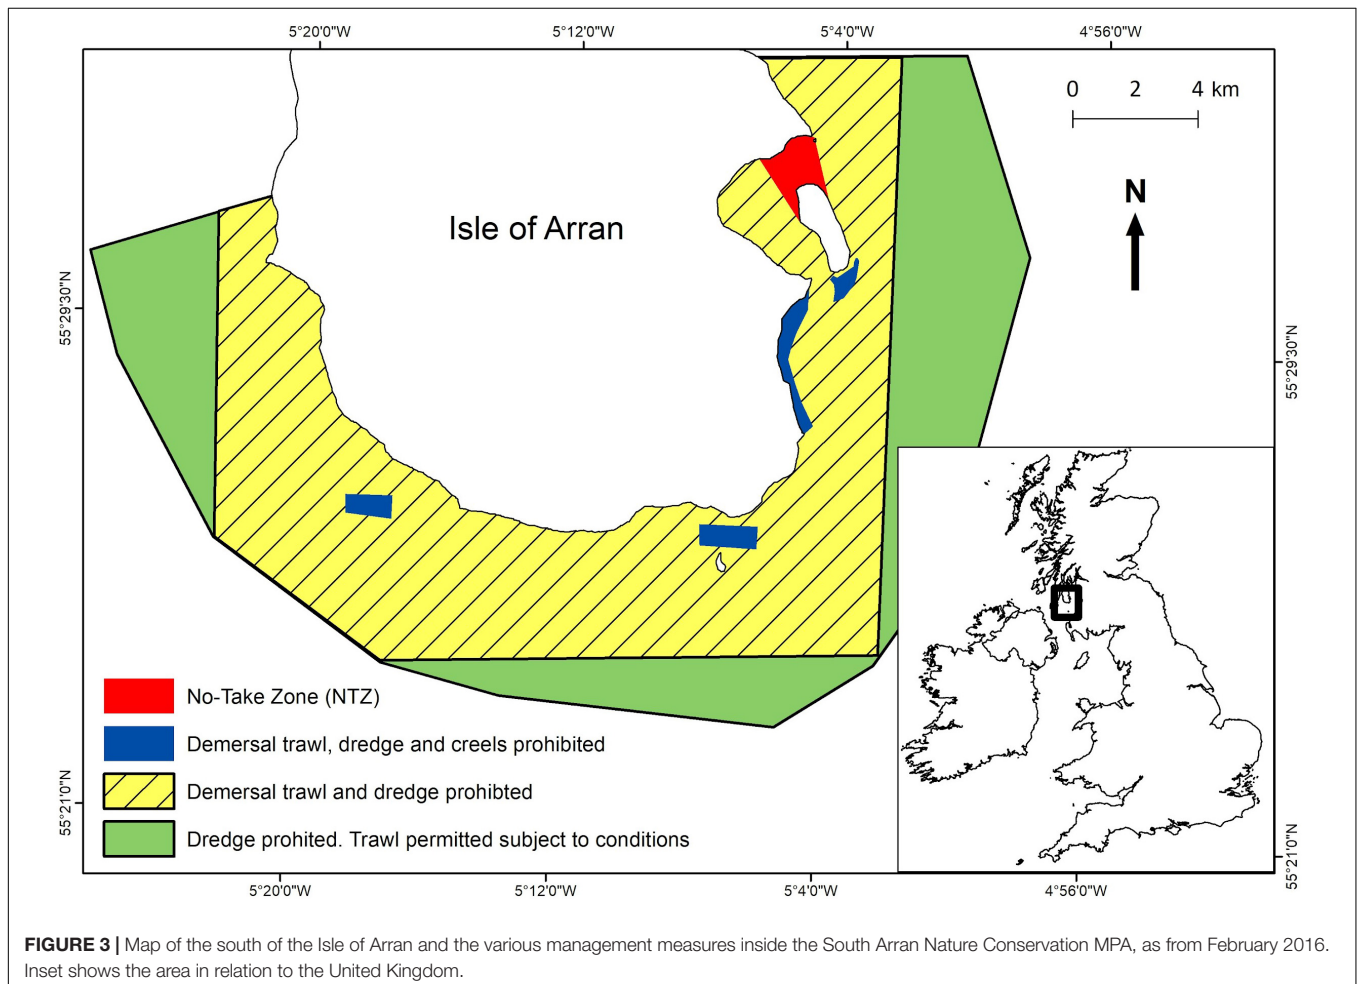 5°20'0"W 5°12'0"W 5°4'0"W 4°56'0"W
0 2 4 km
N
Isle of Arran
55°29'30"N
55°29'30"N
No-Take Zone (NTZ)
Demersal trawl, dredge and creels prohibited
Demersal trawl and dredge prohibted
Dredge prohited. Trawl permitted subject to conditions
55°21'0"N
55°21'0"N
5°20'0"W 5°12'0"W 5°4'0"W 4°56'0"W
FIGURE 3 | Map of the south of the Isle of Arran and the various management measures inside the South Arran Nature Conservation MPA, as from February 2016.
Inset shows the area in relation to the United Kingdom.